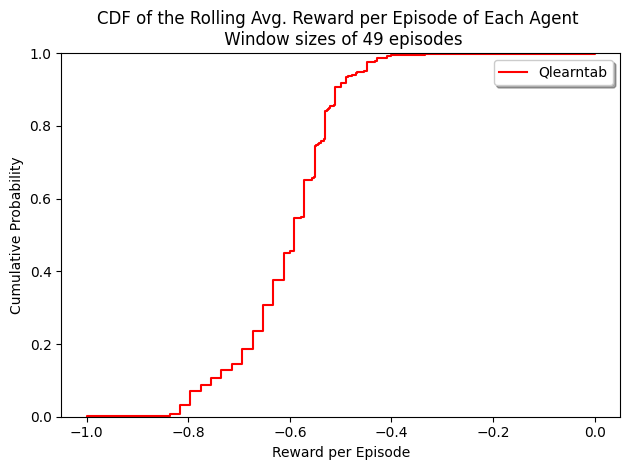 CDF of the Rolling Avg. Reward per Episode of Each Agent
Window sizes of 49 episodes
Qlearntab
1.0
0.8
0.6
0.4
0.2
0.0
Cumulative Probability
−1.0 −0.8 −0.6 −0.4 −0.2 0.0
Reward per Episode